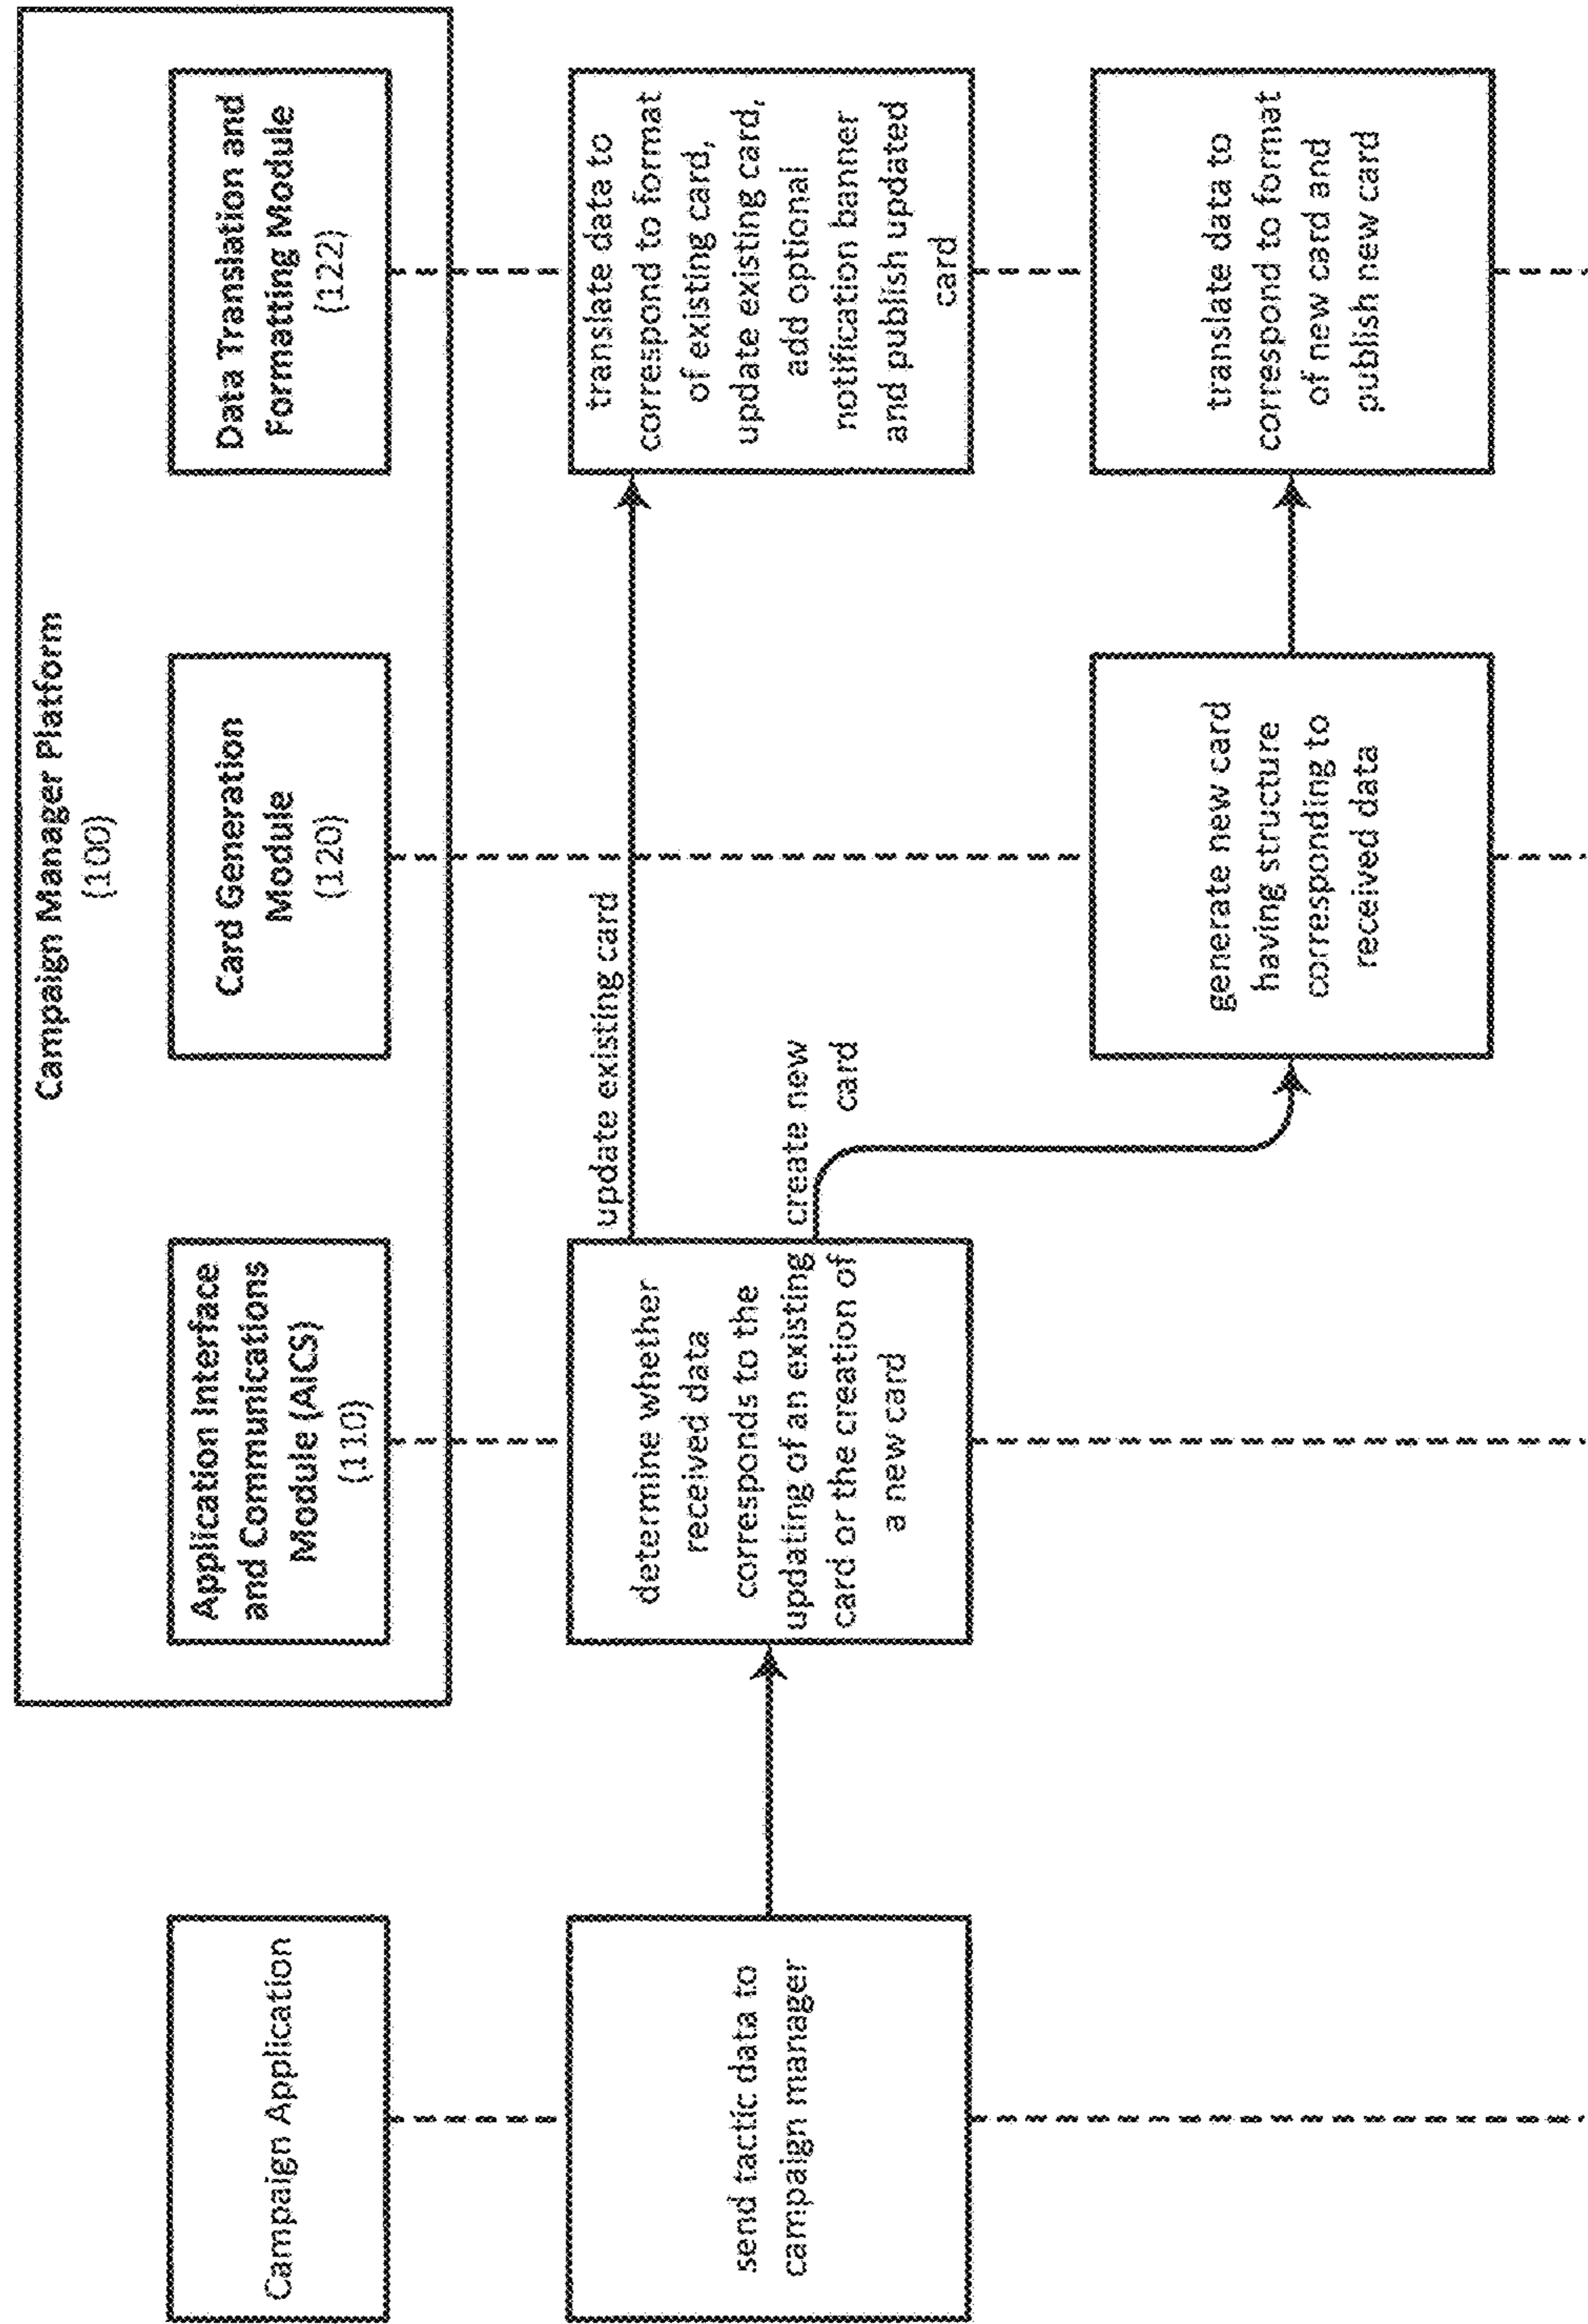 Campaign Manager Platform
(100)
Campaign Application
Application Interface
and Communications
Module (AICS)
(110)
Card Generation
Module
(120)
Data Translation and
Formatting Module
(122)
send tactic data to
campaign manager
determine whether
received data
corresponds to the
updating of an existing
card or the creation of
a new card
update existing card
create new
card
translate data to
correspond to format
of existing card,
update existing card,
add optional
notification banner
and publish updated
card
generate new card
having structure
corresponding to
received data
translate data to
correspond to format
of new card and
publish new card